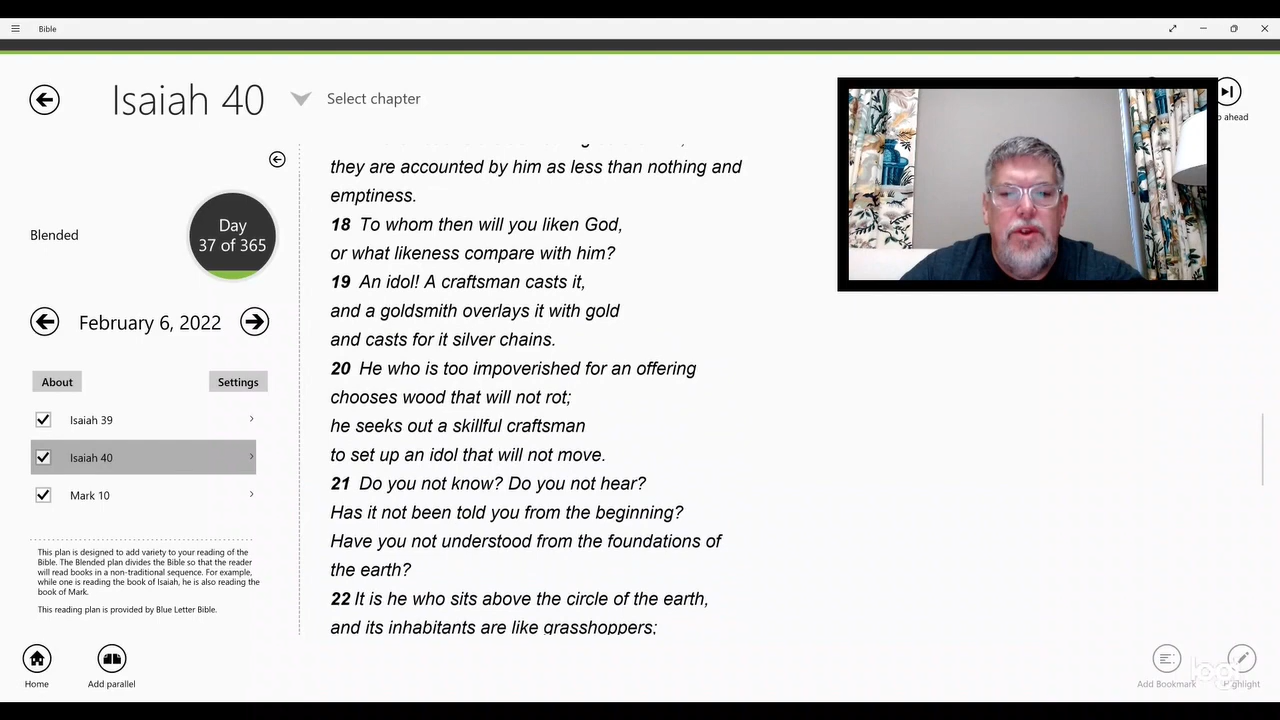 Bible
Isaiah 40
Select chapter
ahead
Blended
Day
37 of 365
February 6, 2022
About
Settings
Isaiah 39
Isaiah 40
Mark 10
This plan is designed to add variety to your reading of the
Bible. The Blended plan divides the Bible so that the reader
will read books in a non-traditional sequence. For example,
while one is reading the book of Isaiah, he is also reading the
book of Mark.
This reading plan is provided by Blue Letter Bible.
they are accounted by him as less than nothing and
emptiness.
18 To whom then will you liken God,
or what likeness compare with him?
19 An idol! A craftsman casts it,
and a goldsmith overlays it with gold
and casts for it silver chains.
20 He who is too impoverished for an offering
chooses wood that will not rot;
he seeks out a skillful craftsman
to set up an idol that will not move.
21 Do you not know? Do you not hear?
Has it not been told you from the beginning?
Have you not understood from the foundations of
the earth?
22 It is he who sits above the circle of the earth,
and its inhabitants are like grasshoppers;
Home
Add parallel
Add Bookmark
Highlight
logi